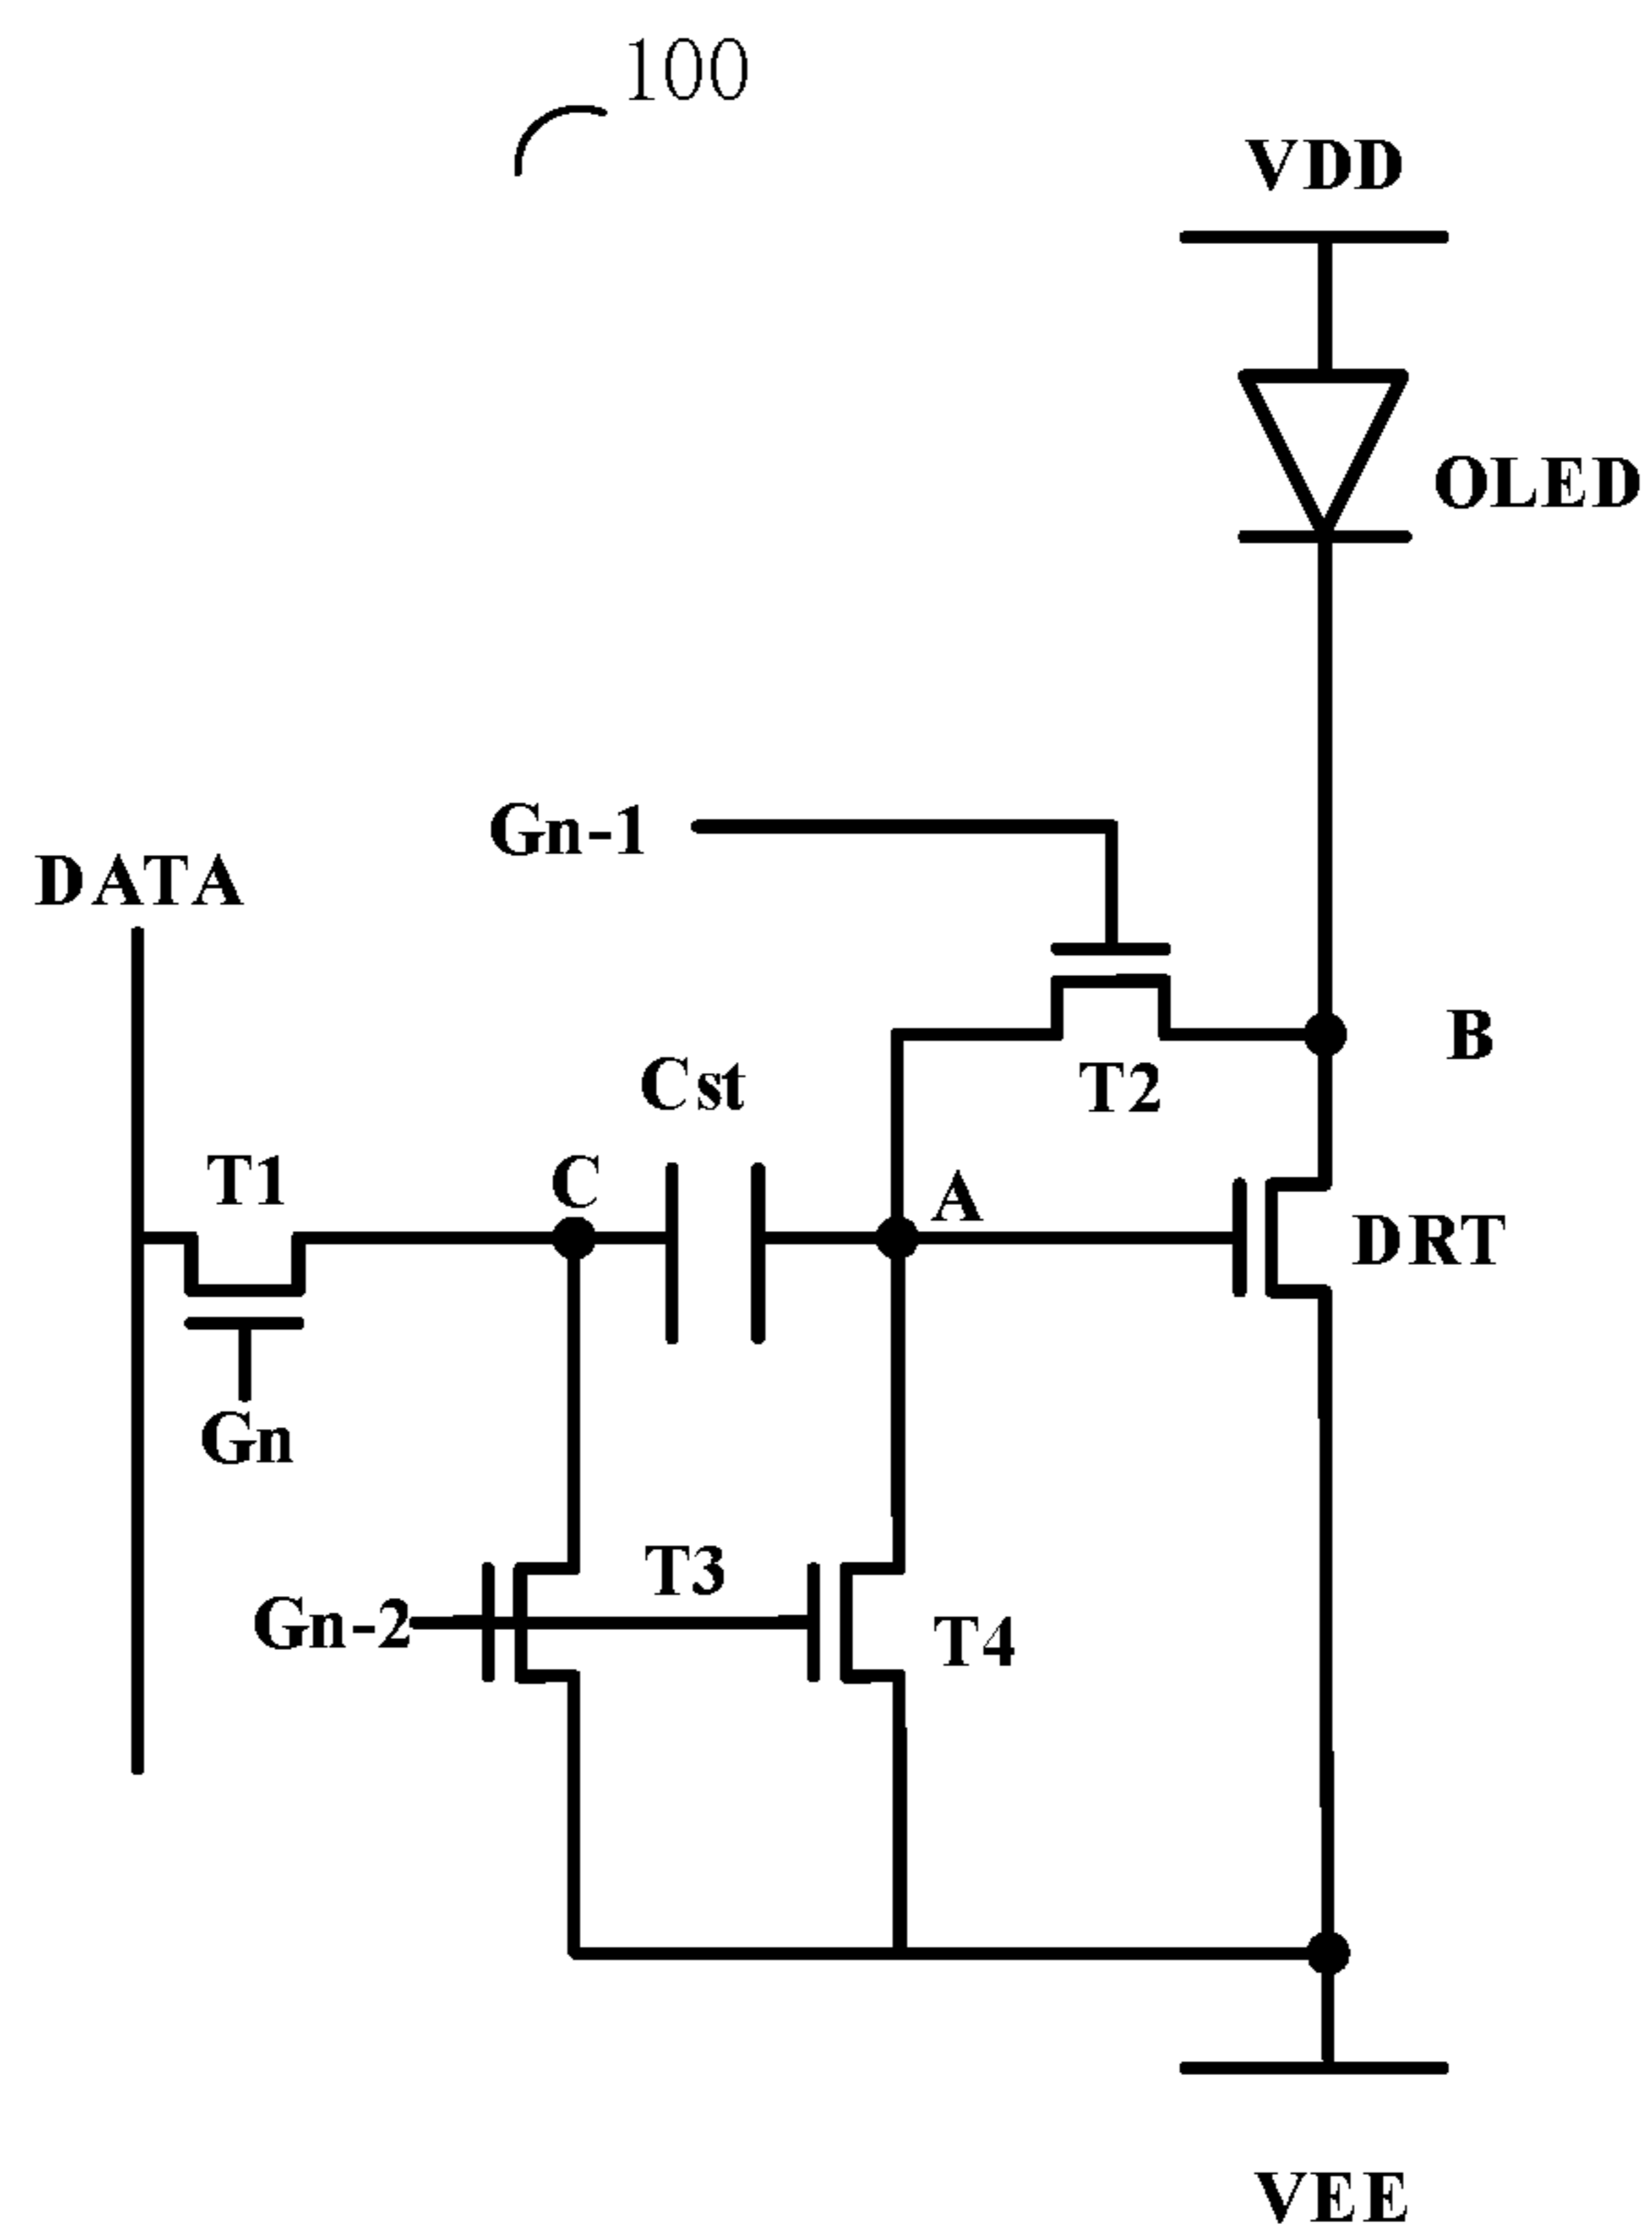 100
VDD
OLED
Gn-1
DATA
B
Cst
T2
T1
C
A
DRT
Gn
T3
Gn-2
T4
VEE